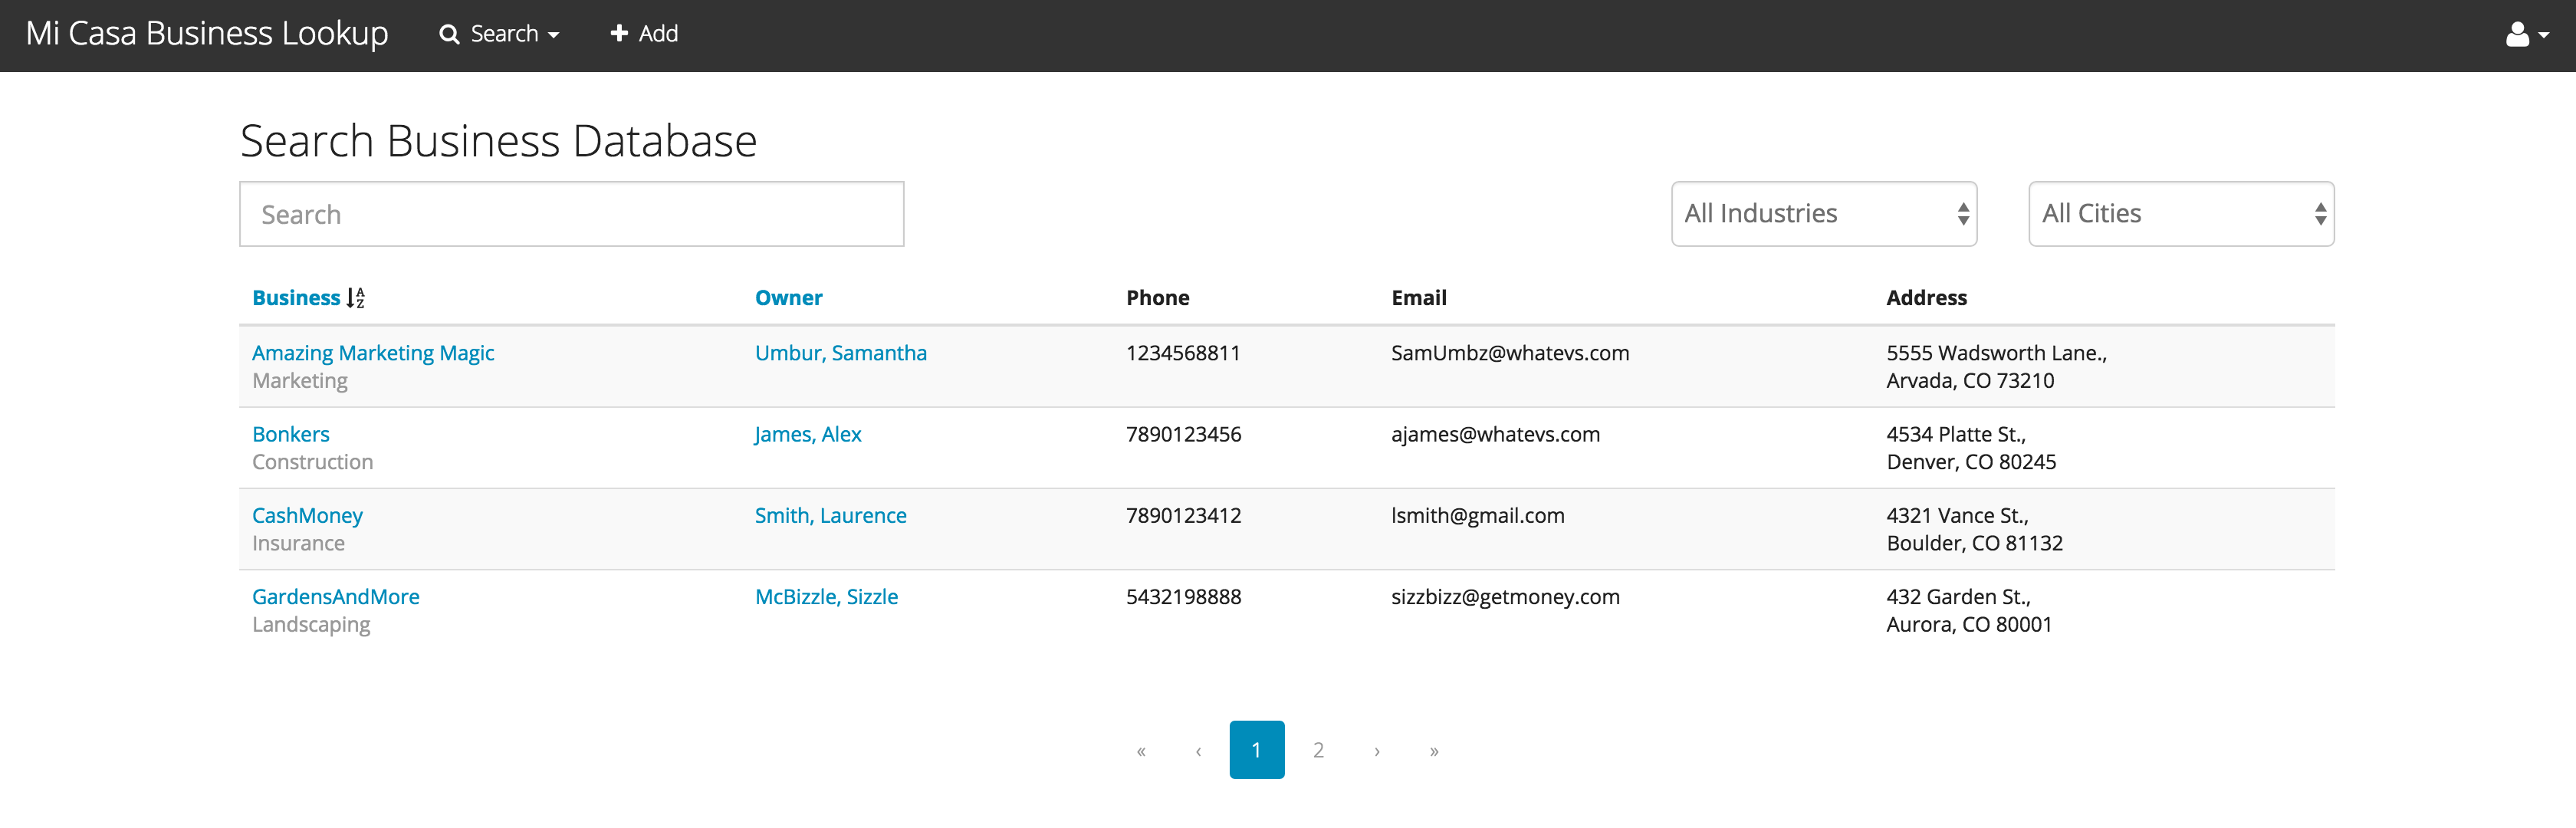 Mi Casa Business Lookup Search Add
Search Business Database
Search All Industries All Cities
Business Owner Phone Email Address
Amazing Marketing Magic Umbur, Samantha 1234568811 SamUmbz@whatevs.com 5555 Wadsworth Lane.,
Marketing Arvada, CO 73210
Bonkers James, Alex 7890123456 ajames@whatevs.com 4534 Platte St.,
Construction Denver, CO 80245
CashMoney Smith, Laurence 7890123412 lsmith@gmail.com 4321 Vance St.,
Insurance Boulder, CO 81132
GardensAndMore McBizzle, Sizzle 5432198888 sizzbizz@getmoney.com 432 Garden St.,
Landscaping Aurora, CO 80001
« ‹ 1 2 › »